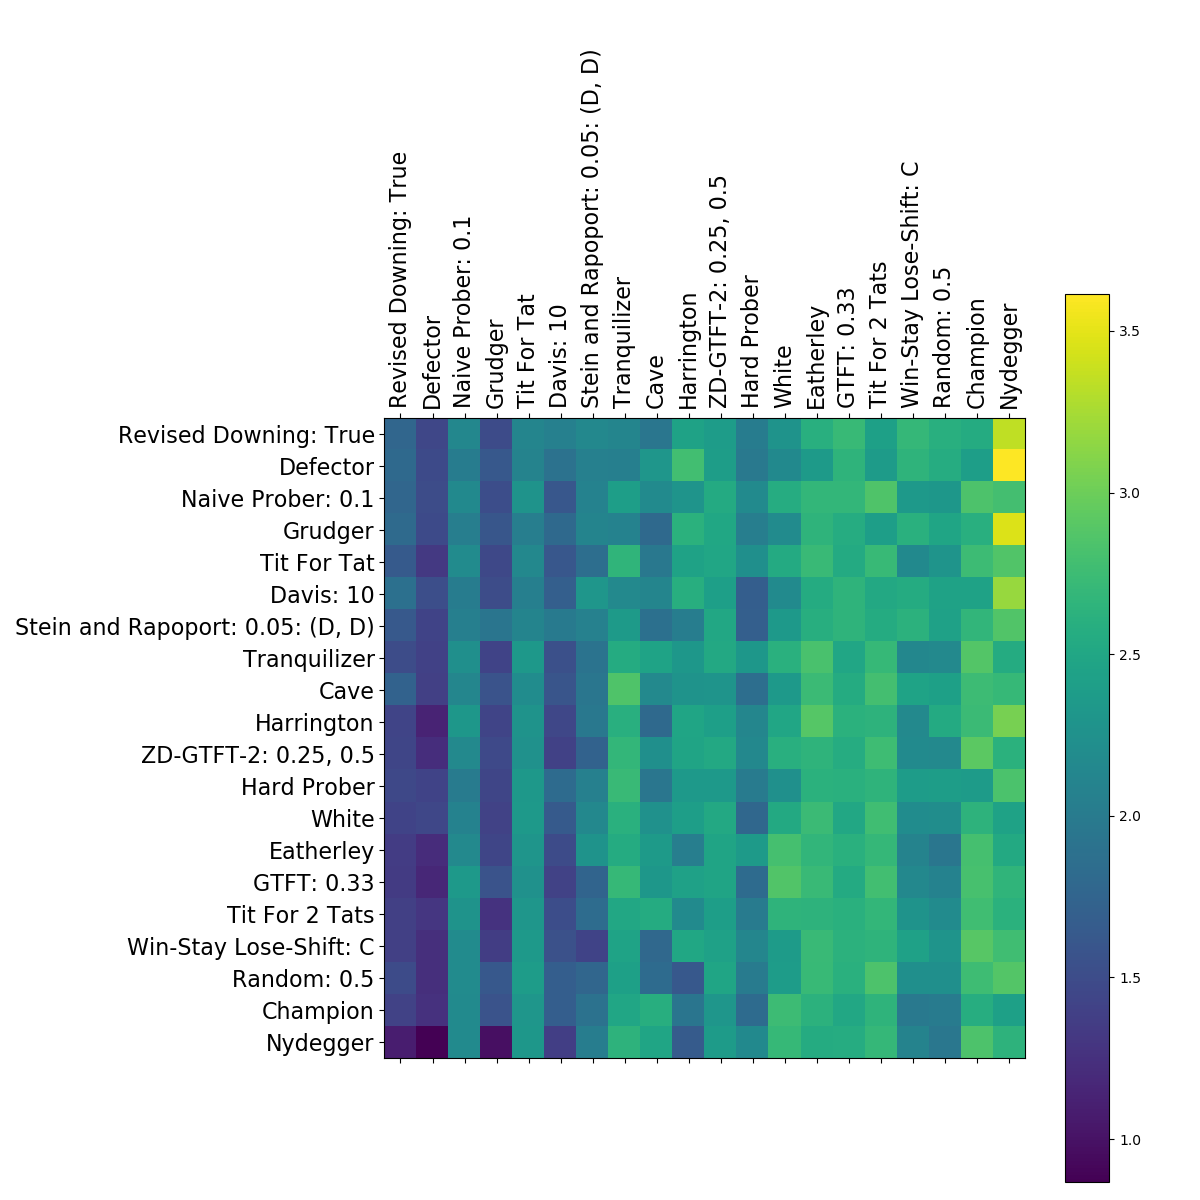 Revised Downing: True
Defector
Naive Prober: 0.1
Grudger
Tit For Tat
Davis: 10
Stein and Rapoport: 0.05: (D, D)
Tranquilizer
Cave
Harrington
ZD-GTFT-2: 0.25, 0.5
Hard Prober
White
Eatherley
GTFT: 0.33
Tit For 2 Tats
Win-Stay Lose-Shift: C
Random: 0.5
Champion
Nydegger
Revised Downing: True
Defector
Naive Prober: 0.1
Grudger
Tit For Tat
Davis: 10
Stein and Rapoport: 0.05: (D, D)
Tranquilizer
Cave
Harrington
ZD-GTFT-2: 0.25, 0.5
Hard Prober
White
Eatherley
GTFT: 0.33
Tit For 2 Tats
Win-Stay Lose-Shift: C
Random: 0.5
Champion
Nydegger
3.5
3.0
2.5
2.0
1.5
1.0